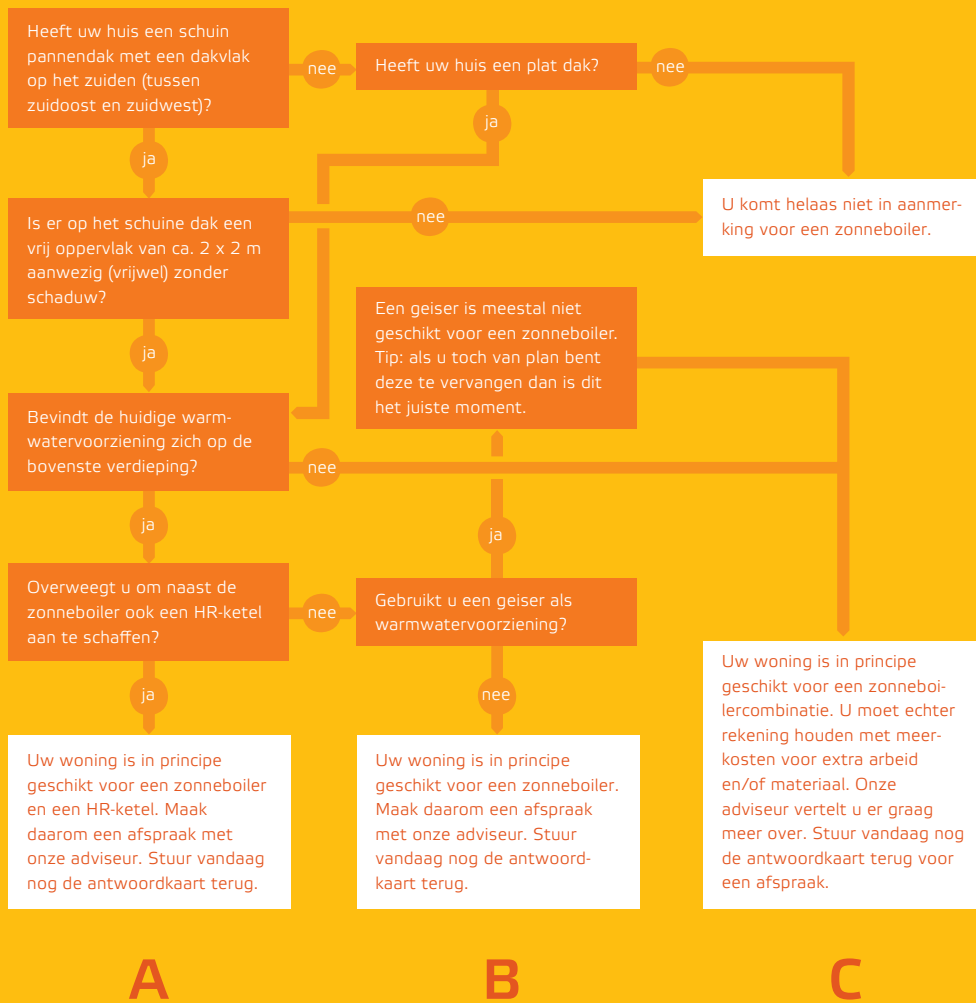 Heeft uw huis een schuin
pannendak met een dakvlak
op het zuiden (tussen
zuidoost en zuidwest)?
nee
Heeft uw huis een plat dak?
nee
ja
ja
Is er op het schuine dak een
vrij oppervlak van ca. 2 x 2 m
aanwezig (vrijwel) zonder
schaduw?
nee
U komt helaas niet in aanmer-
king voor een zonneboiler.
ja
Een geiser is meestal niet
geschikt voor een zonneboiler.
Tip: als u toch van plan bent
deze te vervangen dan is dit
het juiste moment.
Bevindt de huidige warm-
watervoorziening zich op de
bovenste verdieping?
nee
ja
ja
Overweegt u om naast de
zonneboiler ook een HR-ketel
aan te schaffen?
nee
Gebruikt u een geiser als
warmwatervoorziening?
ja
nee
Uw woning is in principe
geschikt voor een zonneboiler
en een HR-ketel. Maak
daarom een afspraak met
onze adviseur. Stuur vandaag
nog de antwoordkaart terug.
Uw woning is in principe
geschikt voor een zonneboiler.
Maak daarom een afspraak
met onze adviseur. Stuur
vandaag nog de antwoord-
kaart terug.
Uw woning is in principe
geschikt voor een zonneboi-
lercombinatie. U moet echter
rekening houden met meer-
kosten voor extra arbeid
en/of materiaal. Onze
adviseur vertelt u er graag
meer over. Stuur vandaag nog
de antwoordkaart terug voor
een afspraak.
A
B
C